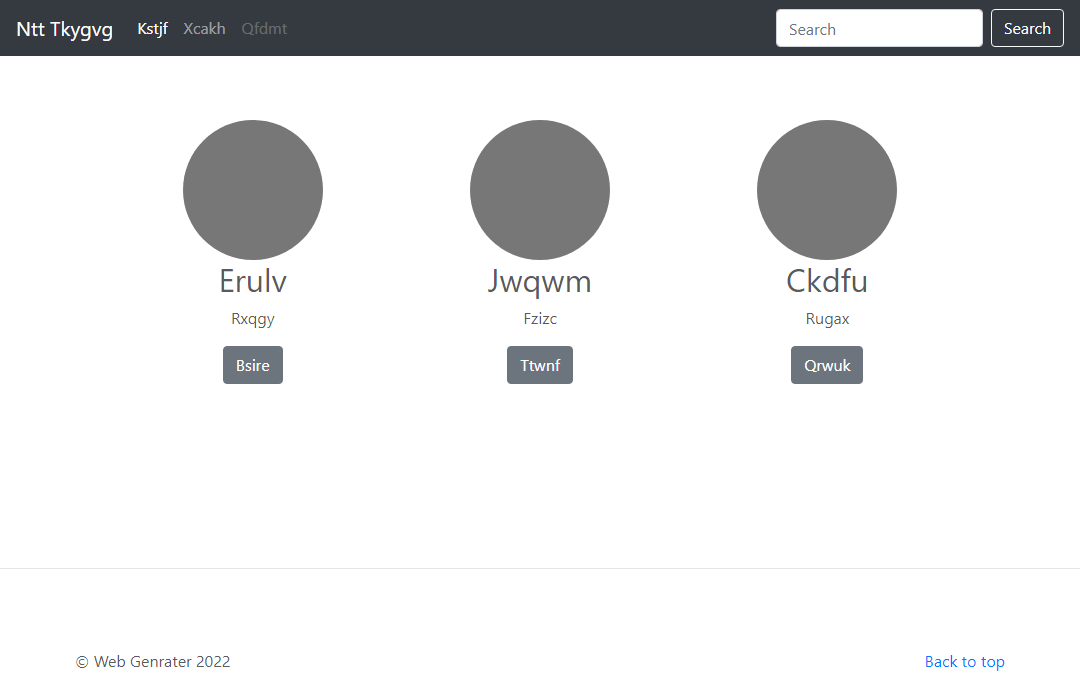 Ntt Tkygvg Kstjf Xcakh Qfdmt Search Search
Erulv Jwqwm Ckdfu
Rxqgy Fzizc Rugax
Bsire Ttwnf Qrwuk
© Web Genrater 2022 Back to top